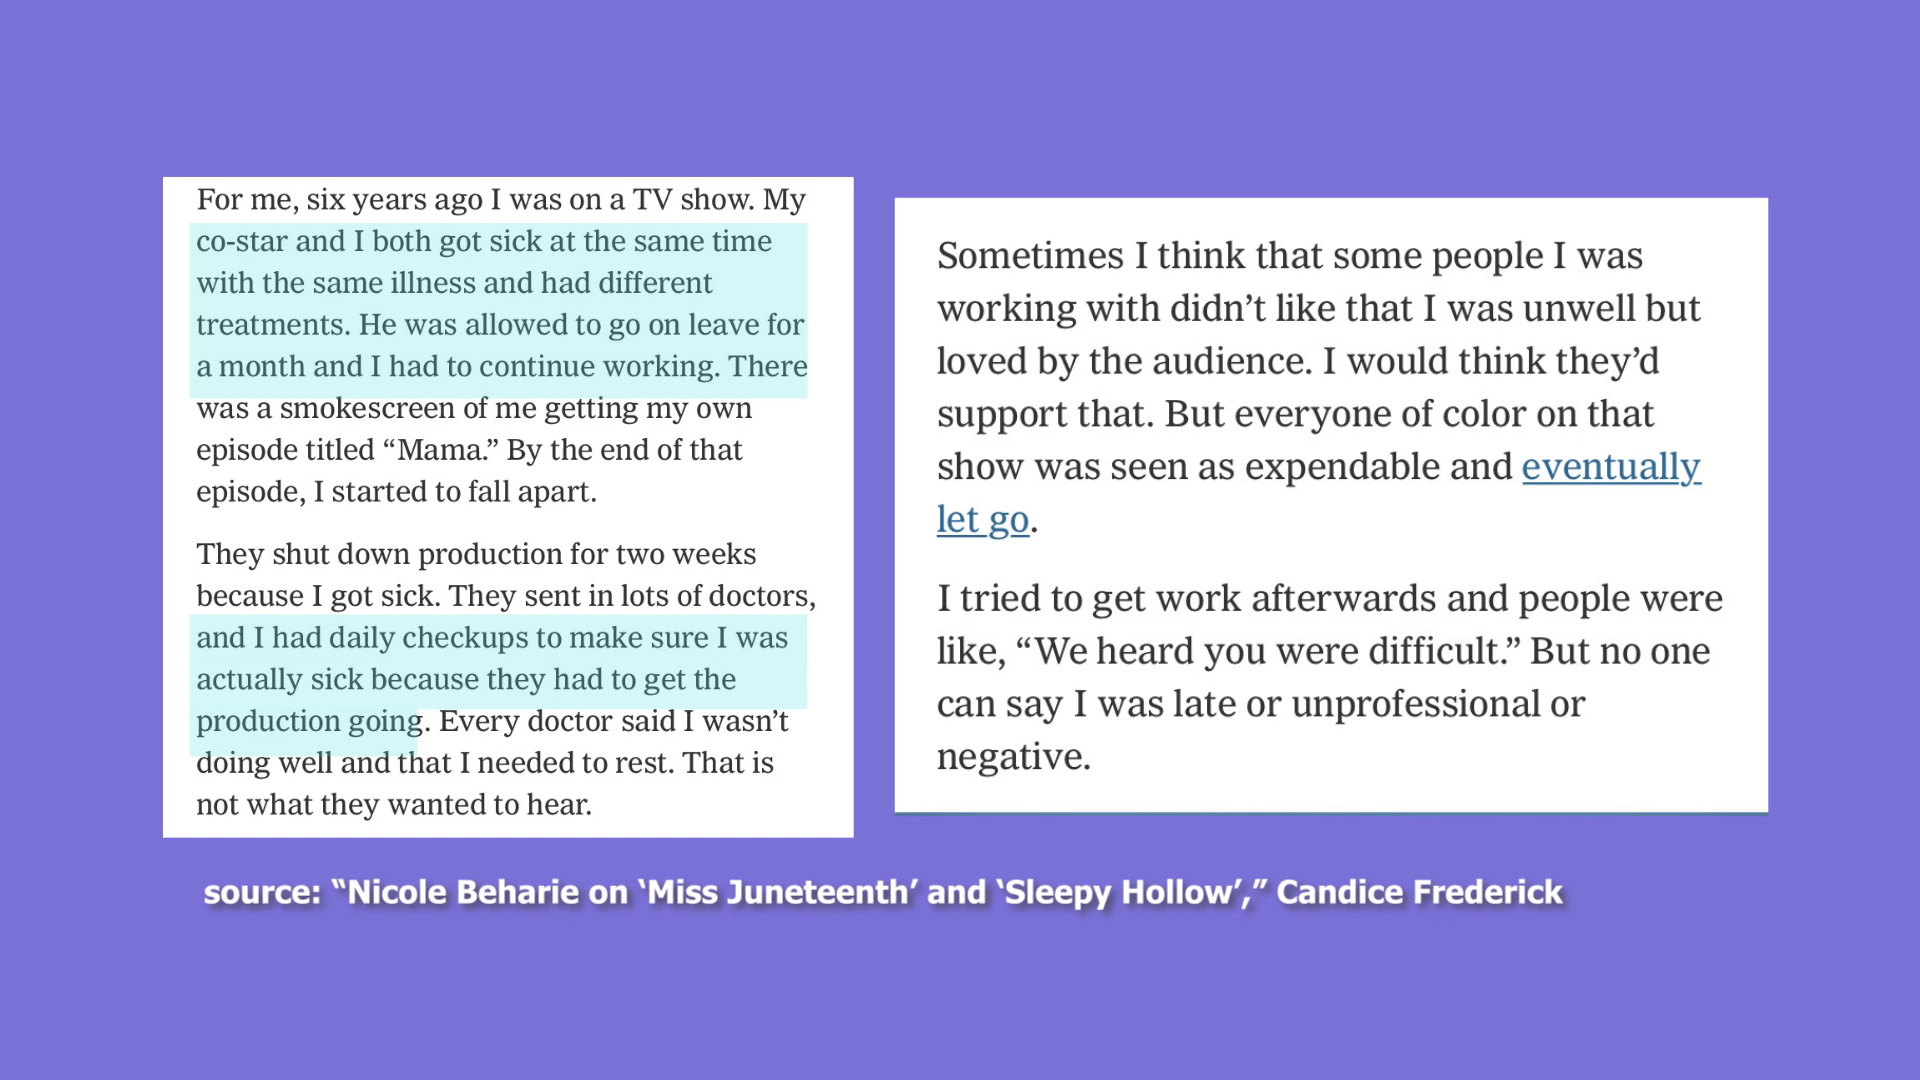 For me, six years ago I was on a TV show. My
co-star and I both got sick at the same time
with the same illness and had different
treatments. He was allowed to go on leave for
a month and I had to continue working. There
was a smokescreen of me getting my own
episode titled “Mama.” By the end of that
episode, I started to fall apart.
They shut down production for two weeks
because I got sick. They sent in lots of doctors,
and I had daily checkups to make sure I was
actually sick because they had to get the
production going. Every doctor said I wasn’t
doing well and that I needed to rest. That is
not what they wanted to hear.
Sometimes I think that some people I was
working with didn’t like that I was unwell but
loved by the audience. I would think they’d
support that. But everyone of color on that
show was seen as expendable and eventually
let go.
I tried to get work afterwards and people were
like, “We heard you were difficult.” But no one
can say I was late or unprofessional or
negative.
source: “Nicole Beharie on ‘Miss Juneteenth’ and ‘Sleepy Hollow’,” Candice Frederick